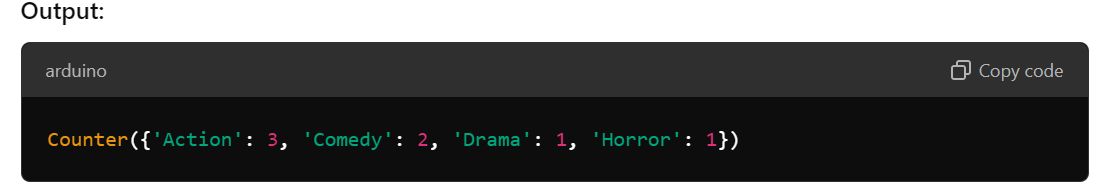 Output:
arduino
Copy code
Counter({'Action': 3, 'Comedy': 2, 'Drama': 1, 'Horror': 1})